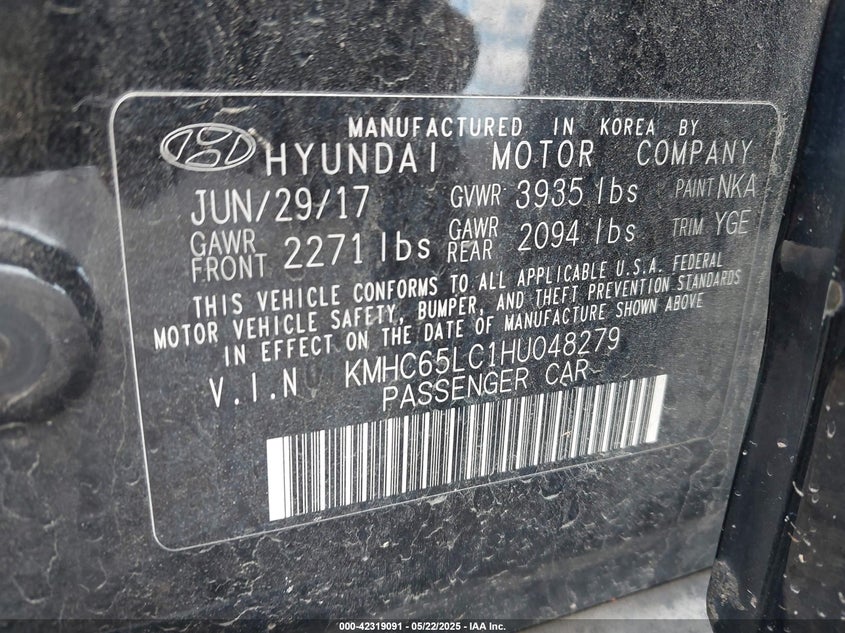 MANUFACTURED IN KOREA BY
HYUNDAI MOTOR COMPANY
JUN/29/17 GVWR 3935 lbs PAINT NKA
GAWR FRONT 2271 lbs GAWR REAR 2094 lbs TRIM YGE
THIS VEHICLE CONFORMS TO ALL APPLICABLE U.S.A. FEDERAL
MOTOR VEHICLE SAFETY, BUMPER, AND THEFT PREVENTION STANDARDS
IN EFFECT ON THE DATE OF MANUFACTURE SHOWN ABOVE
V.I.N KMHC65LC1HU048279
PASSENGER CAR
000-42319091 - 05/22/2025 - IAA Inc.